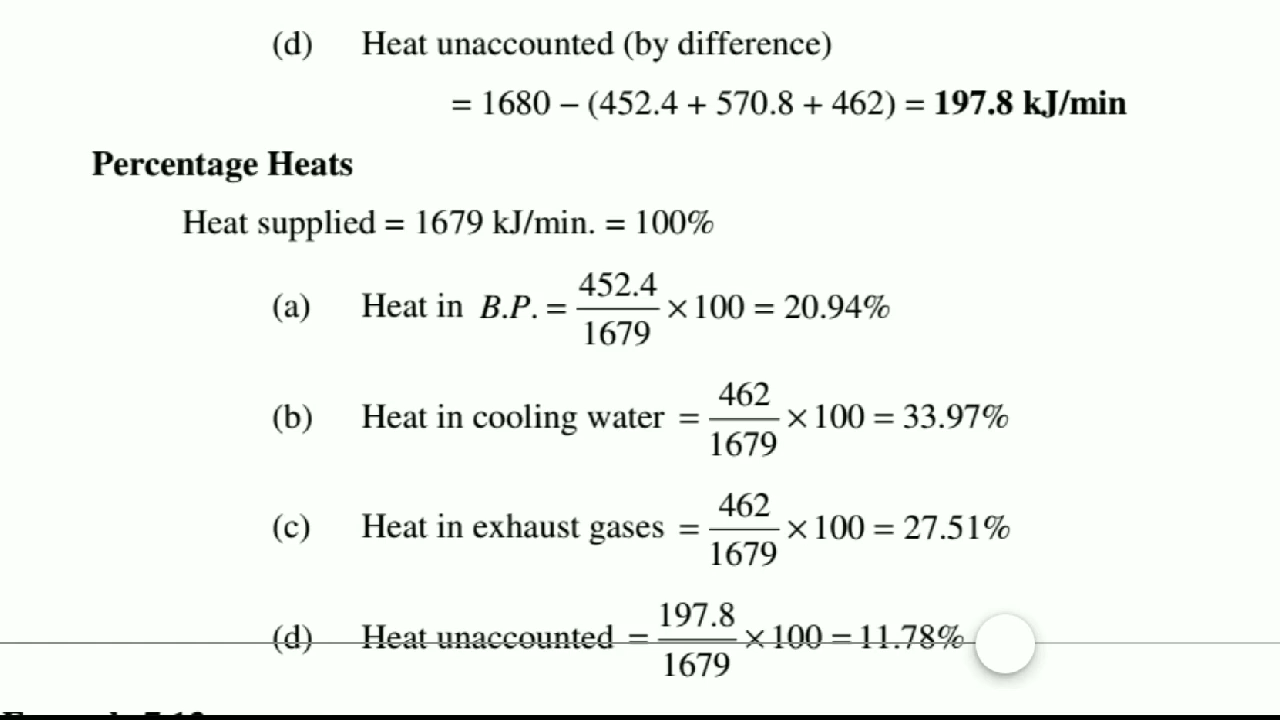 (d) Heat unaccounted (by difference)
= 1680 – (452.4 + 570.8 + 462) = 197.8 kJ/min
Percentage Heats
Heat supplied = 1679 kJ/min. = 100%
(a) Heat in B.P. = 452.4/1679 × 100 = 20.94%
(b) Heat in cooling water = 462/1679 × 100 = 33.97%
(c) Heat in exhaust gases = 462/1679 × 100 = 27.51%
(d) Heat unaccounted = 197.8/1679 × 100 = 11.78%